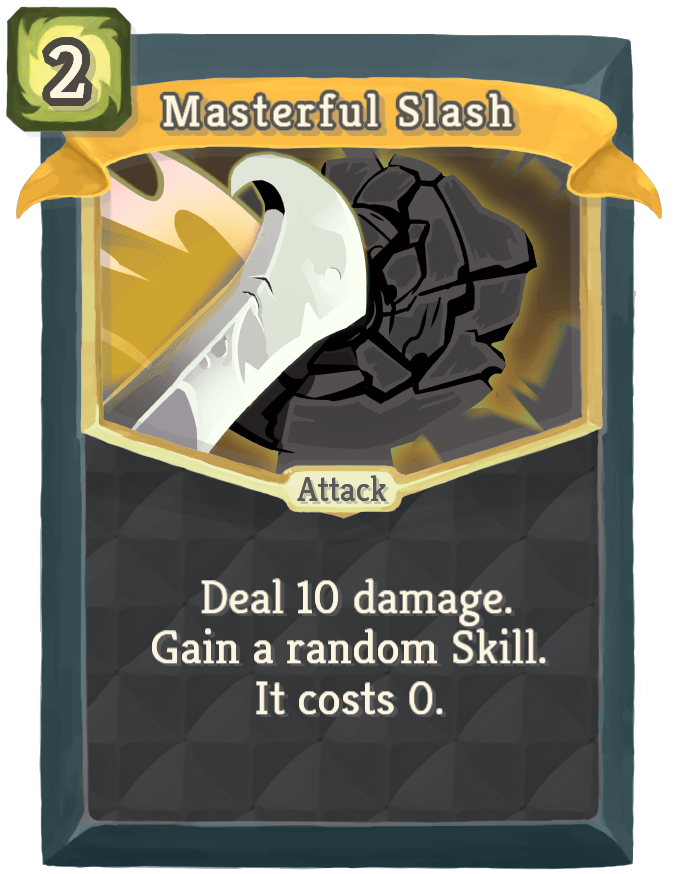 2
Masterful Slash
Attack
Deal 10 damage.
Gain a random Skill.
It costs 0.